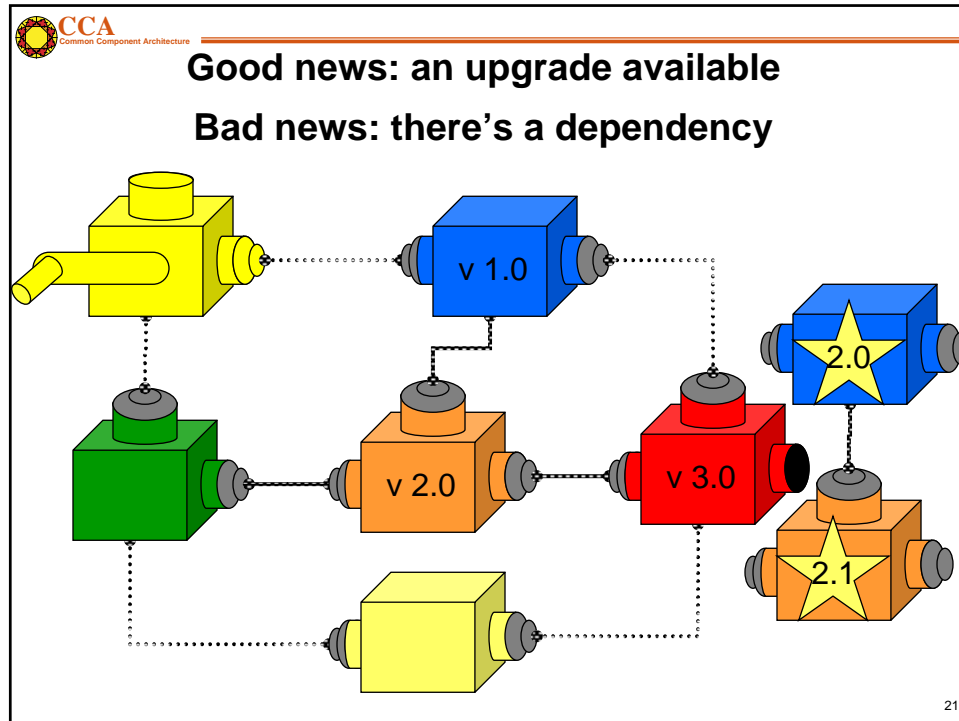 CCA
Common Component Architecture
Good news: an upgrade available
Bad news: there's a dependency
v 1.0
2.0
v 2.0
v 3.0
2.1
21